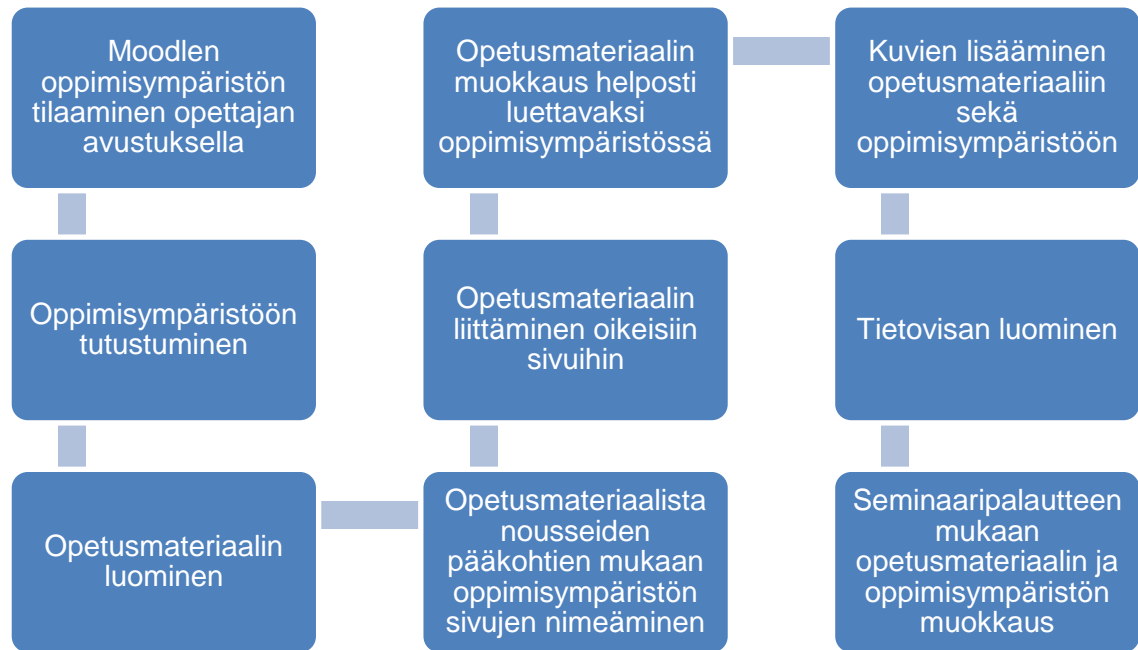 Moodlen
oppimisympäristön
tilaaminen opettajan
avustuksella
Oppimisympäristöön
tutustuminen
Opetusmateriaalin
luominen
Opetusmateriaalista
nousseiden
pääkohtien mukaan
oppimisympäristön
sivujen nimeäminen
Opetusmateriaalin
liittäminen oikeisiin
sivuihin
Opetusmateriaalin
muokkaus helposti
luettavaksi
oppimisympäristössä
Kuvien lisääminen
opetusmateriaaliin
sekä
oppimisympäristöön
Tietovisan luominen
Seminaaripalautteen
mukaan
opetusmateriaalin ja
oppimisympäristön
muokkaus